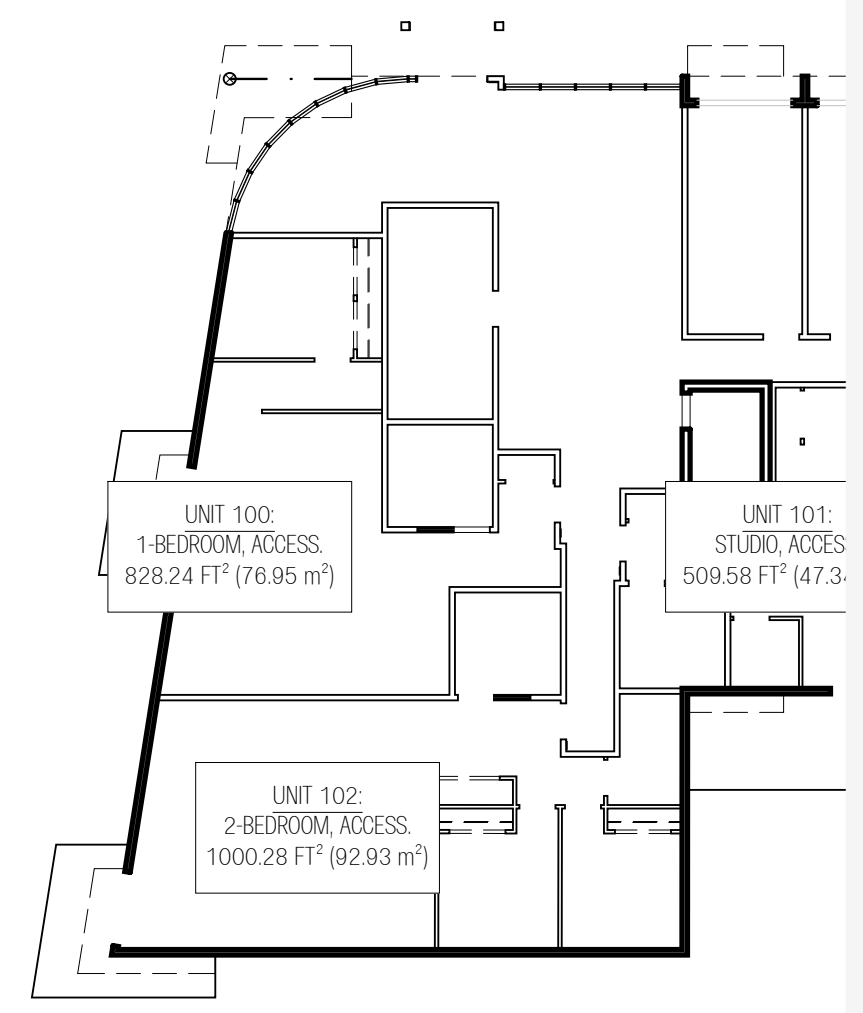 UNIT 100:
1-BEDROOM, ACCESS.
828.24 FT² (76.95 m²)
UNIT 101:
STUDIO, ACCES
509.58 FT² (47.34
UNIT 102:
2-BEDROOM, ACCESS.
1000.28 FT² (92.93 m²)